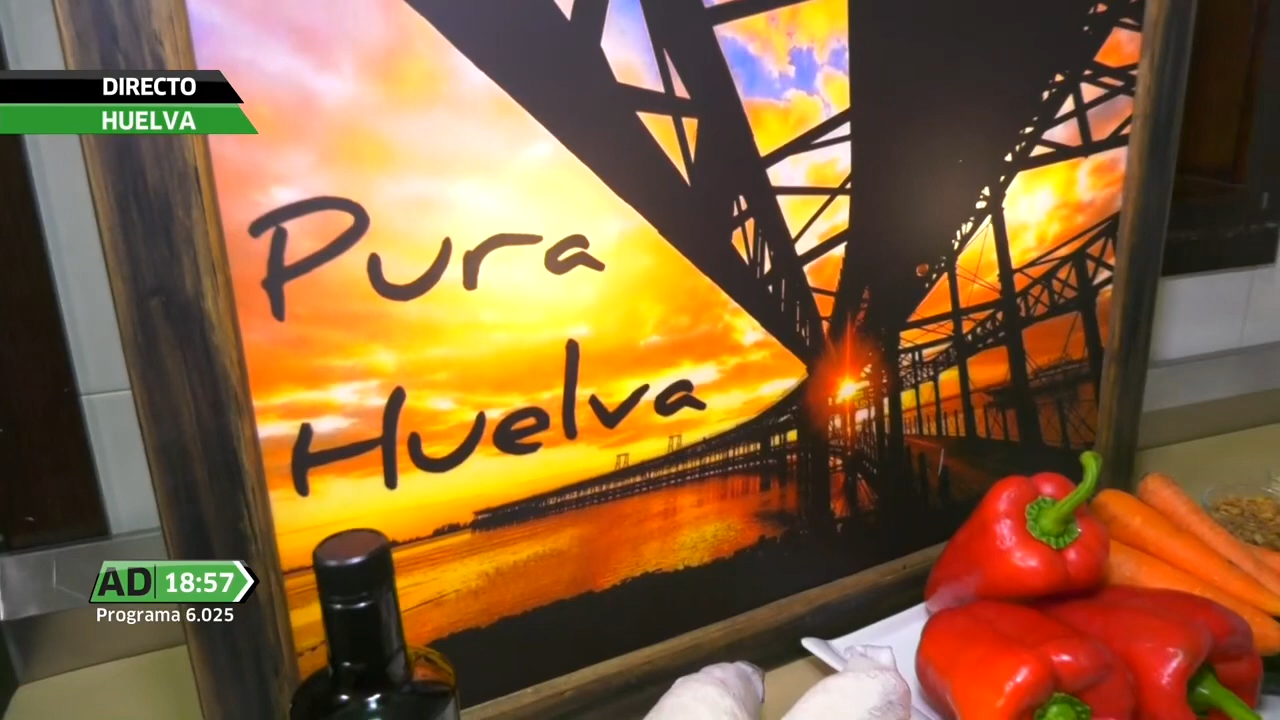 DIRECTO
HUELVA
Pura
Huelva
AD 18:57
Programa 6.025